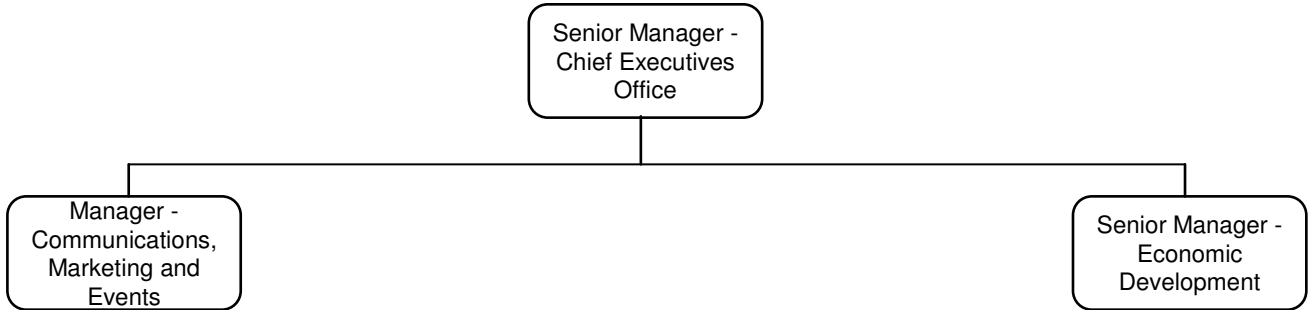 Senior Manager -
Chief Executives
Office
Manager -
Communications,
Marketing and
Events
Senior Manager -
Economic
Development